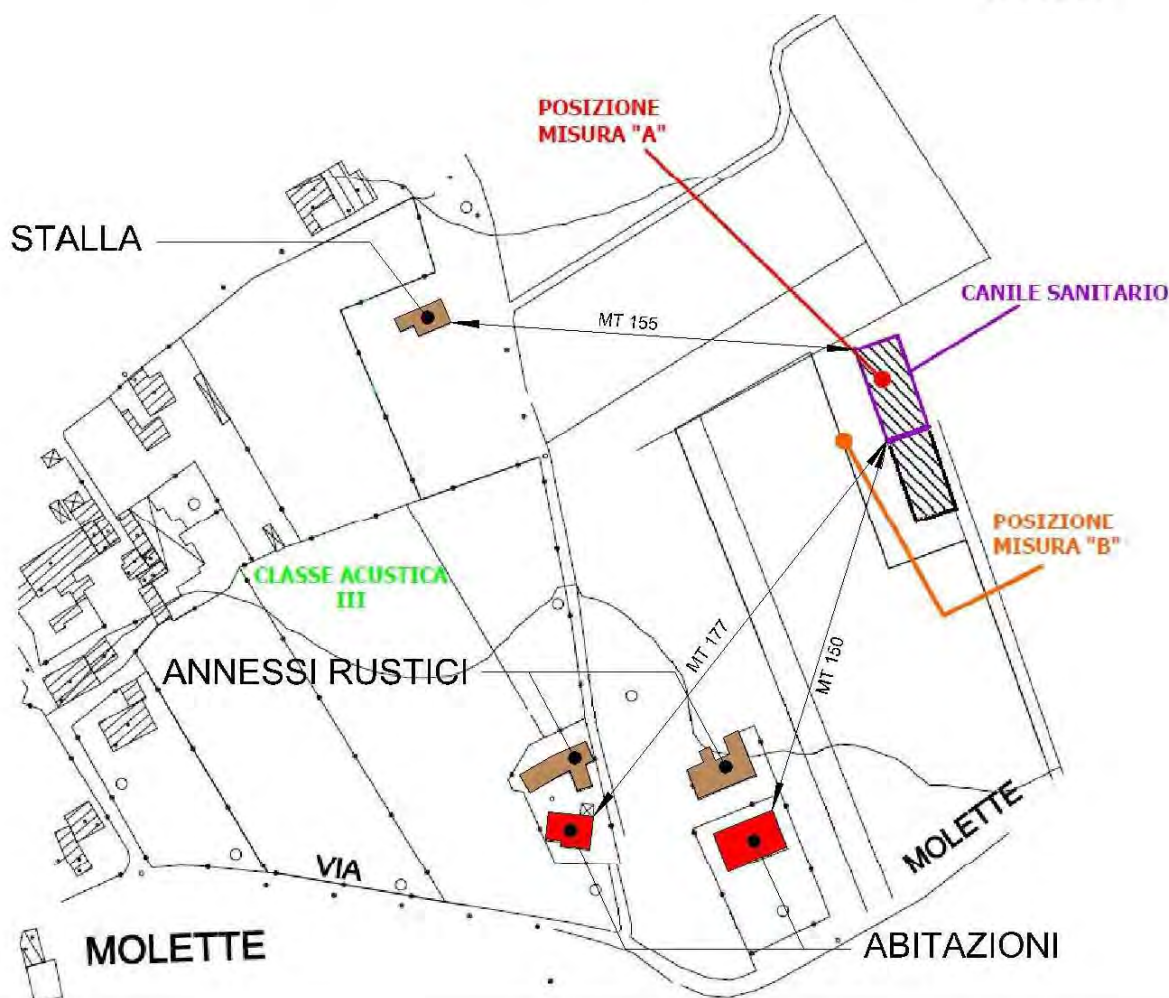 POSIZIONE
MISURA "A"
STALLA
CANILE SANITARIO
MT 155
POSIZIONE
MISURA "B"
CLASSE ACUSTICA
III
ANNESSI RUSTICI
MT 177
MT 150
MOLETTE
VIA
MOLETTE
ABITAZIONI